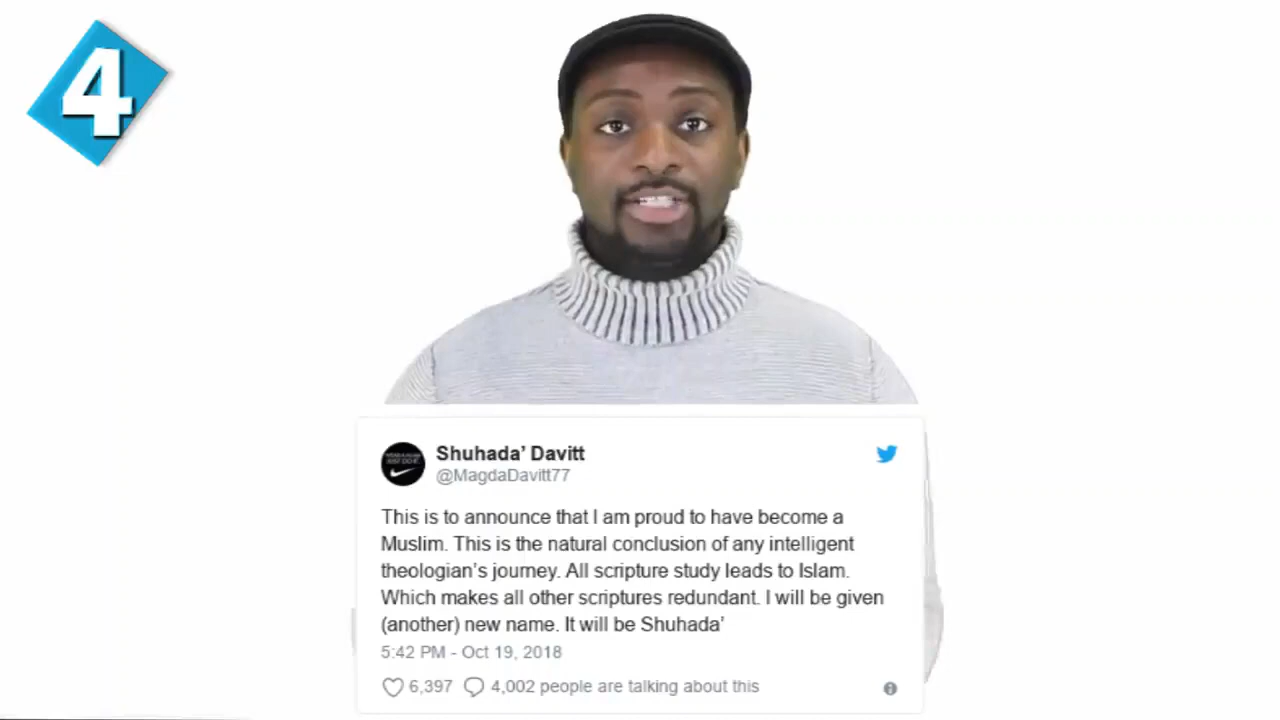 4
Shuhada’ Davitt
@MagdaDavitt77
This is to announce that I am proud to have become a
Muslim. This is the natural conclusion of any intelligent
theologian’s journey. All scripture study leads to Islam.
Which makes all other scriptures redundant. I will be given
(another) new name. It will be Shuhada’
5:42 PM - Oct 19, 2018
6,397 4,002 people are talking about this